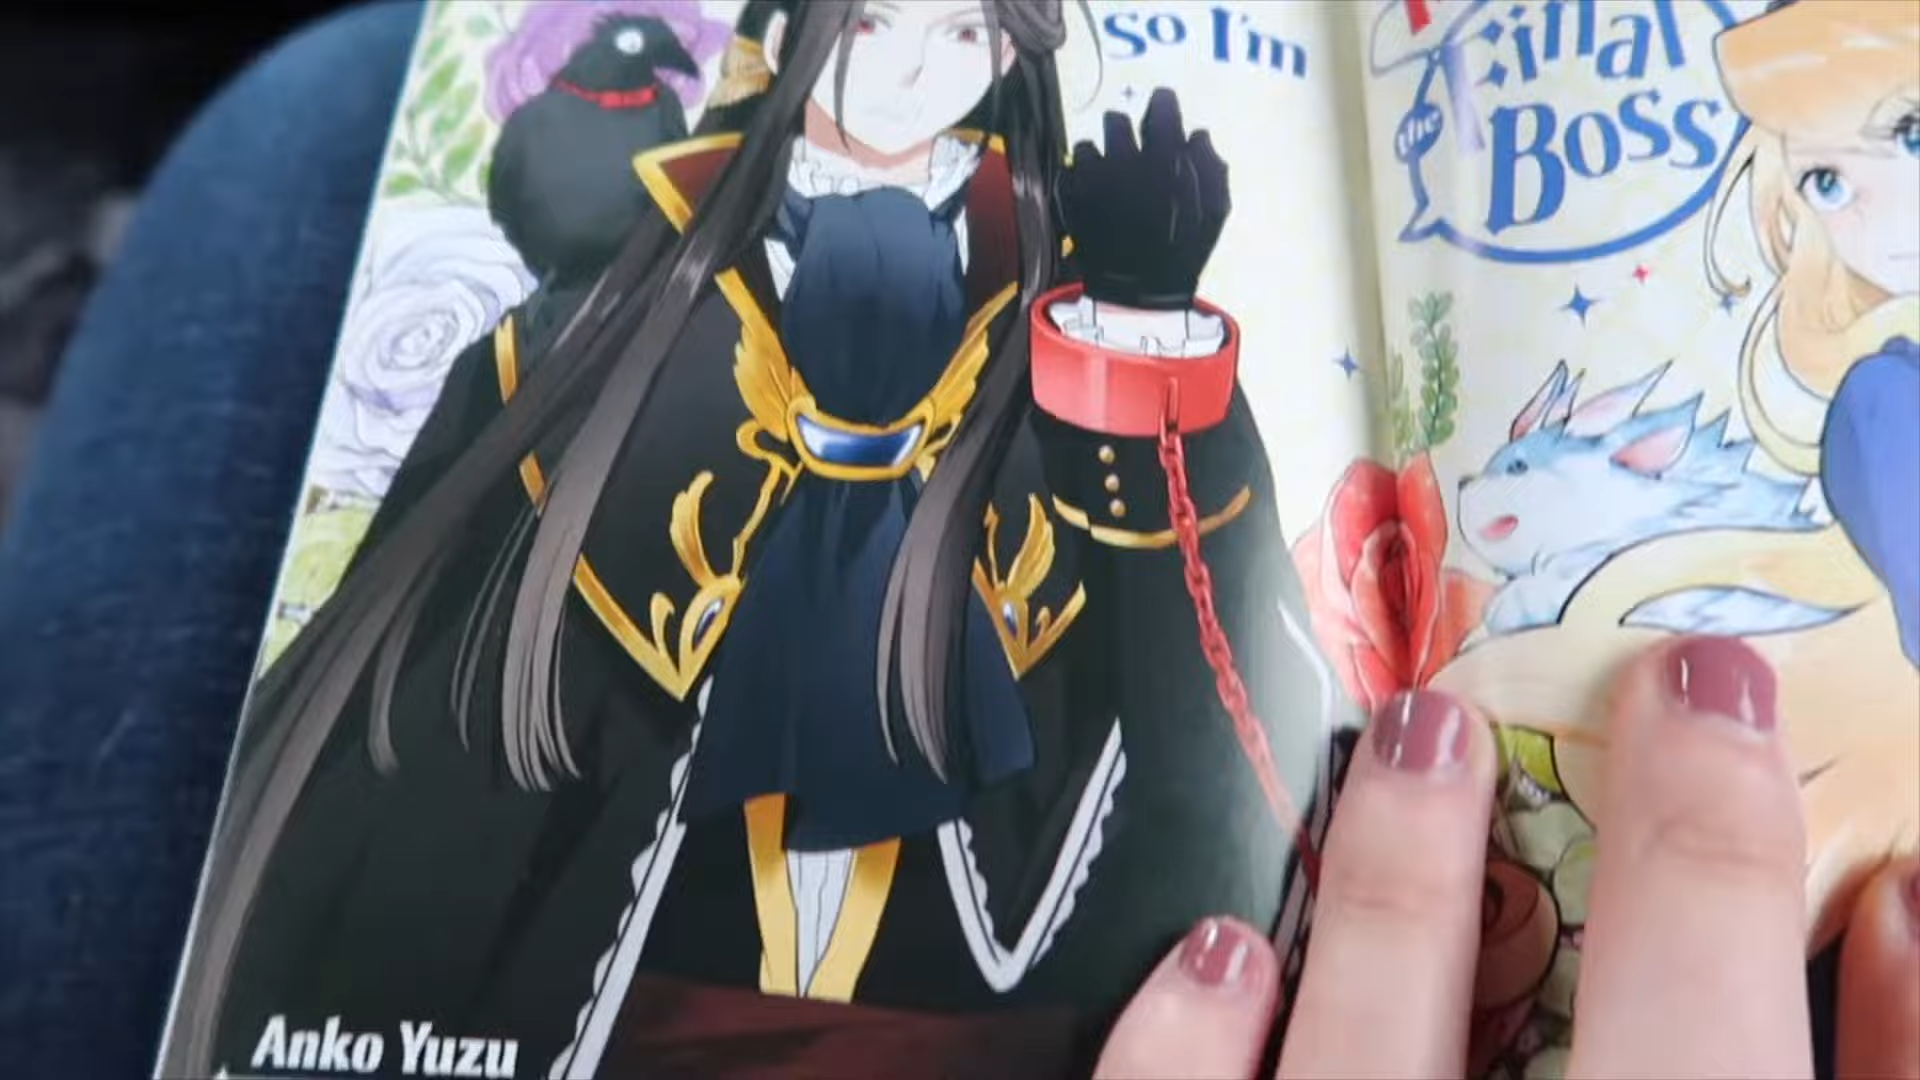 so I'm
the
Final
Boss
Anko Yuzu